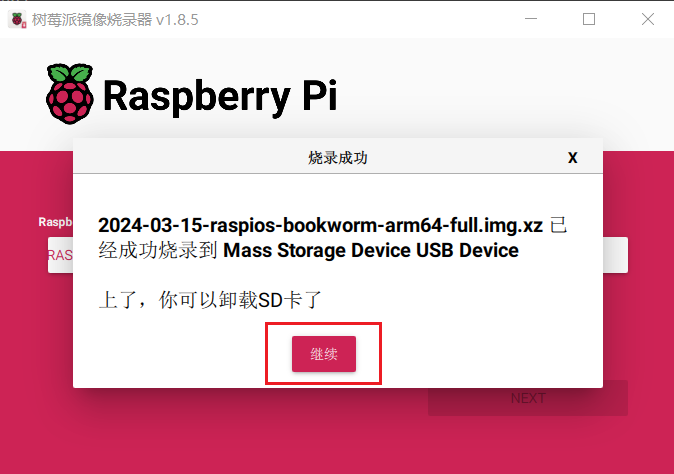 树莓派镜像烧录器 v1.8.5
Raspberry Pi
烧录成功
X
Raspb
RAS
2024-03-15-raspios-bookworm-arm64-full.img.xz 已
经成功烧录到 Mass Storage Device USB Device
上了，你可以卸载SD卡了
继续
NEXT